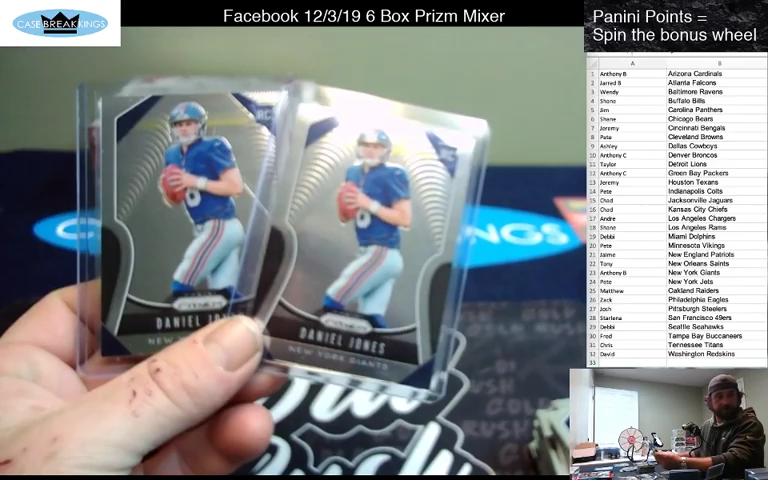 CASE BREAK KINGS
Facebook 12/3/19 6 Box Prizm Mixer
Panini Points =
Spin the bonus wheel
A B
1 Anthony B Arizona Cardinals
2 Jarred B Atlanta Falcons
3 Wendy Baltimore Ravens
4 Shane Buffalo Bills
5 Jim Carolina Panthers
6 Shane Chicago Bears
7 Jeremy Cincinnati Bengals
8 Pete Cleveland Browns
9 Ashley Dallas Cowboys
10 Anthony C Denver Broncos
11 Taylor Detroit Lions
12 Anthony C Green Bay Packers
13 Jeremy Houston Texans
14 Pete Indianapolis Colts
15 Chad Jacksonville Jaguars
16 Chad Kansas City Chiefs
17 Andre Los Angeles Chargers
18 Shane Los Angeles Rams
19 Debbi Miami Dolphins
20 Pete Minnesota Vikings
21 Jaime New England Patriots
22 Tony New Orleans Saints
23 Anthony B New York Giants
24 Pete New York Jets
25 Matthew Oakland Raiders
26 Zack Philadelphia Eagles
27 Josh Pittsburgh Steelers
28 Starlena San Francisco 49ers
29 Debbi Seattle Seahawks
30 Fred Tampa Bay Buccaneers
31 Chris Tennessee Titans
32 David Washington Redskins
33
RC
PRIZM
DANIEL JO
NEW
DANIEL JONES
NEW YORK GIANTS
NGS
GOLD
RUSH